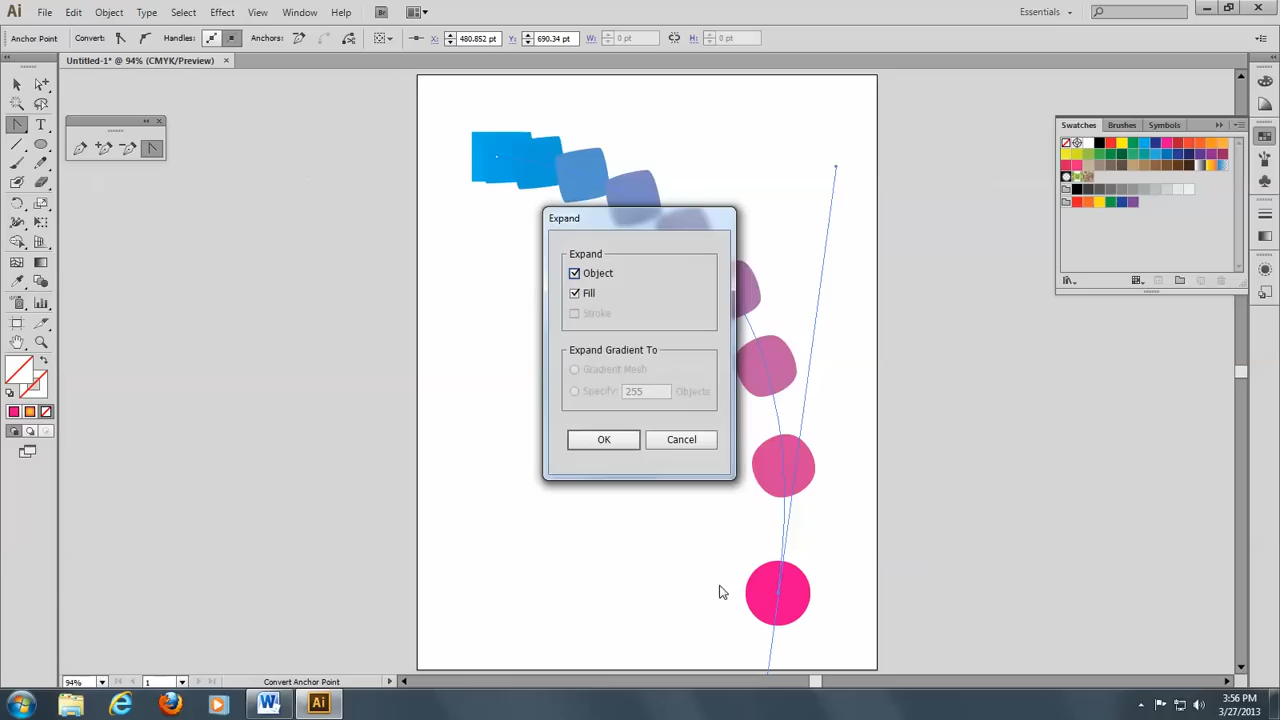 Ai File Edit Object Type Select Effect View Window Help Br Essentials
Anchor Point Convert: Handles: Anchors: X: 480.852 pt Y: 690.34 pt W: 0 pt H: 0 pt
Untitled-1* @ 94% (CMYK/Preview) ×
Swatches Brushes Symbols
T
Expand
Expand
Object
Fill
Stroke
Expand Gradient To
Gradient Mesh
Specify: 255 Objects
OK Cancel
94% 1 Convert Anchor Point
W Ai
3:56 PM
3/27/2013